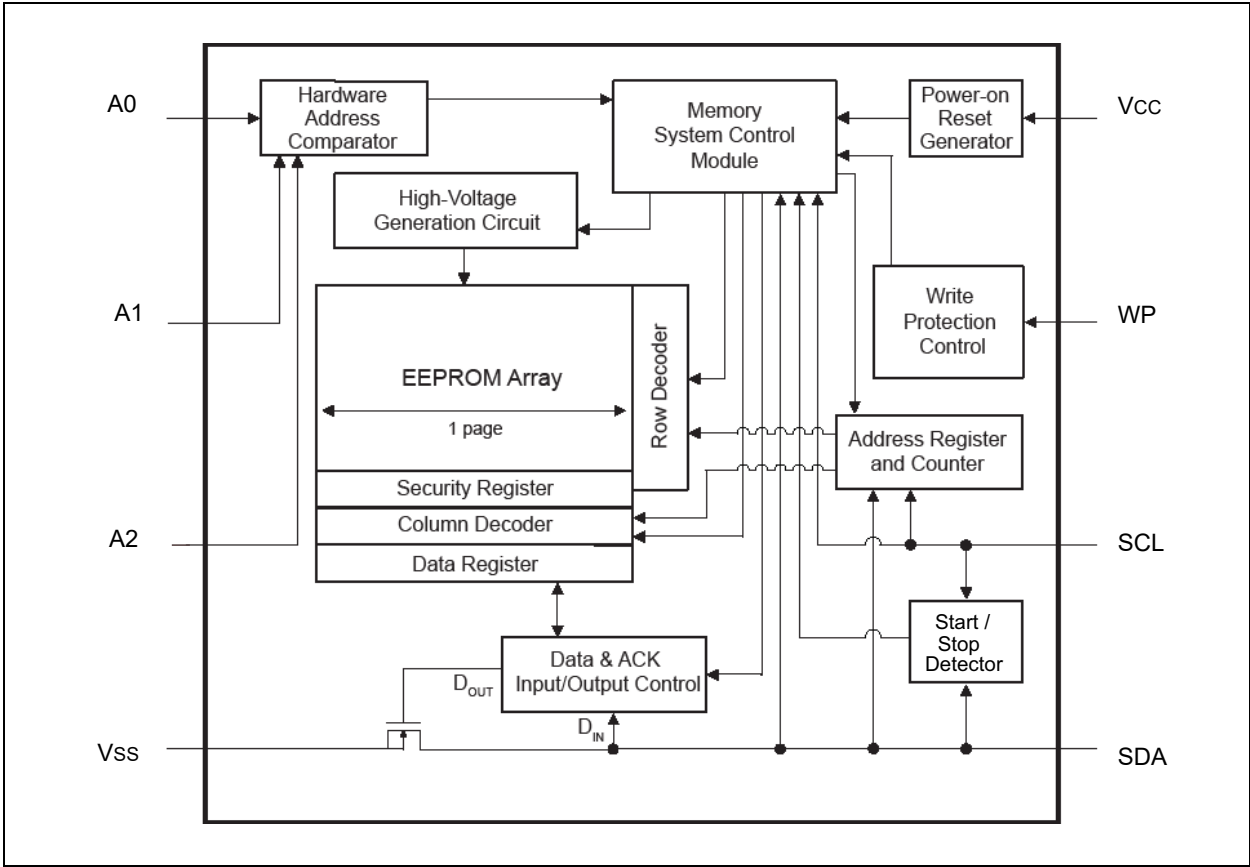 A0
Hardware
Address
Comparator
Memory
System Control
Module
Power-on
Reset
Generator
VCC
High-Voltage
Generation Circuit
A1
Write
Protection
Control
WP
EEPROM Array
1 page
Row Decoder
Address Register
and Counter
Security Register
Column Decoder
Data Register
A2
SCL
Start /
Stop
Detector
Data & ACK
Input/Output Control
DOUT
DIN
VSS
SDA